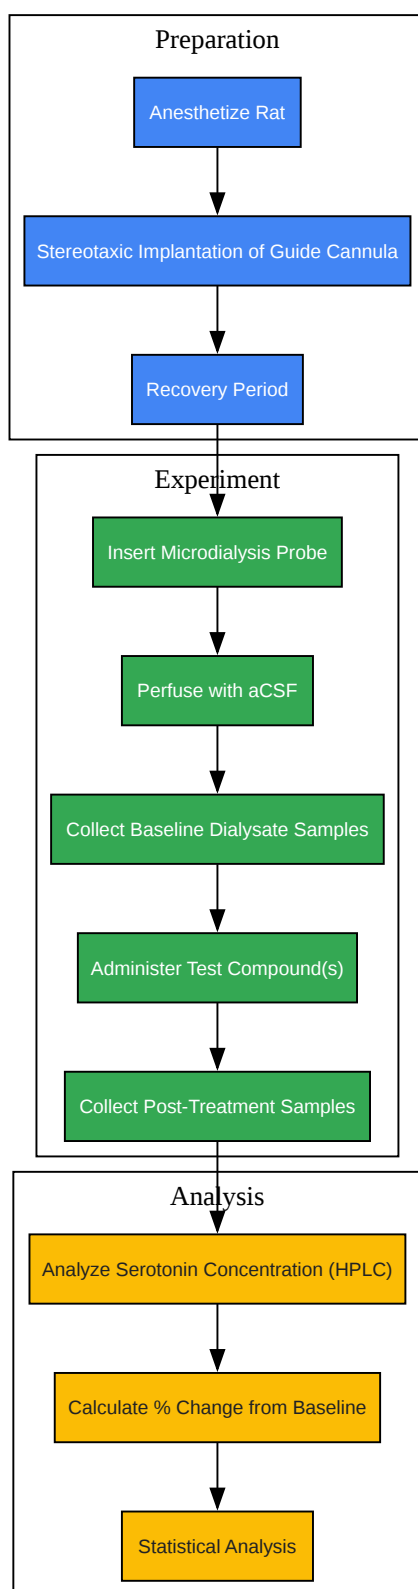 Preparation
Anesthetize Rat
Stereotaxic Implantation of Guide Cannula
Recovery Period
Experiment
Insert Microdialysis Probe
Perfuse with aCSF
Collect Baseline Dialysate Samples
Administer Test Compound(s)
Collect Post-Treatment Samples
Analysis
Analyze Serotonin Concentration (HPLC)
Calculate % Change from Baseline
Statistical Analysis